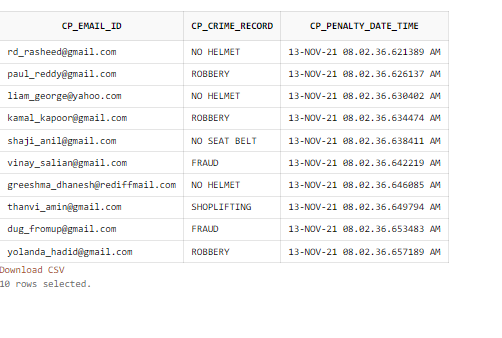 CP_EMAIL_ID CP_CRIME_RECORD CP_PENALTY_DATE_TIME
rd_rasheed@gmail.com NO HELMET 13-NOV-21 08.02.36.621389 AM
paul_reddy@gmail.com ROBBERY 13-NOV-21 08.02.36.626137 AM
liam_george@yahoo.com NO HELMET 13-NOV-21 08.02.36.630402 AM
kamal_kapoor@gmail.com ROBBERY 13-NOV-21 08.02.36.634474 AM
shaji_anil@gmail.com NO SEAT BELT 13-NOV-21 08.02.36.638411 AM
vinay_salian@gmail.com FRAUD 13-NOV-21 08.02.36.642219 AM
greeshma_dhanesh@rediffmail.com NO HELMET 13-NOV-21 08.02.36.646085 AM
thanvi_amin@gmail.com SHOPLIFTING 13-NOV-21 08.02.36.649794 AM
dug_fromup@gmail.com FRAUD 13-NOV-21 08.02.36.653483 AM
yolanda_hadid@gmail.com ROBBERY 13-NOV-21 08.02.36.657189 AM
Download CSV
10 rows selected.